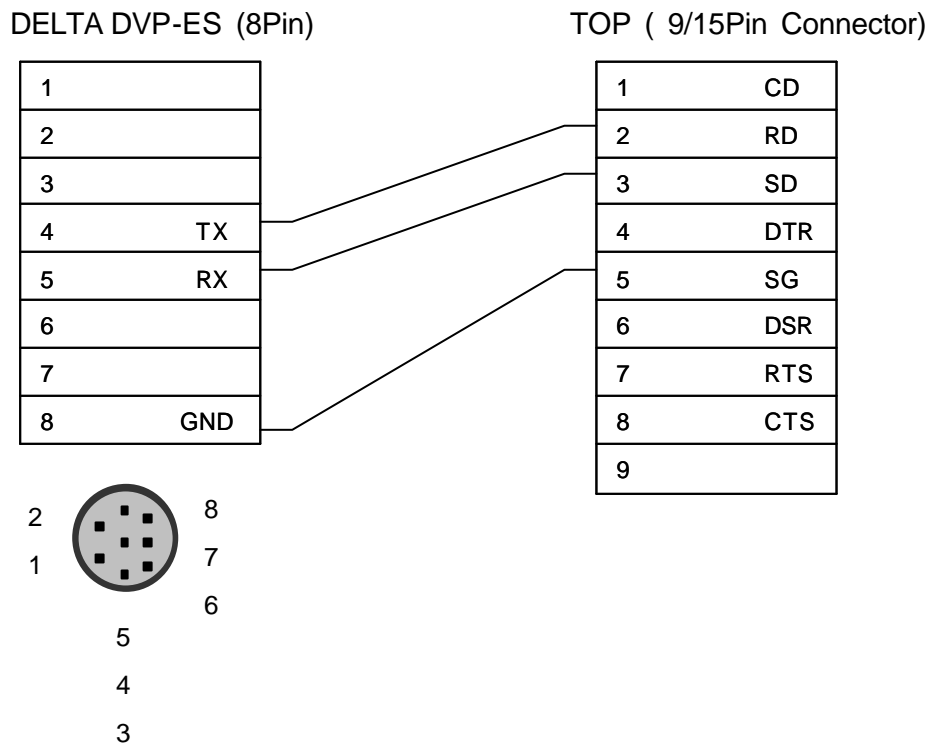 DELTA DVP-ES (8Pin)
TOP ( 9/15Pin Connector)
1
2
3
4 TX
5 RX
6
7
8 GND
1 CD
2 RD
3 SD
4 DTR
5 SG
6 DSR
7 RTS
8 CTS
9
2
1
8
7
6
5
4
3